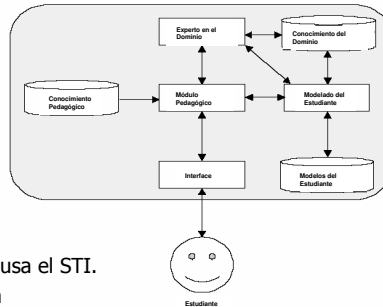 Experto en el
Dominio
Conocimiento del
Dominio
Conocimiento
Pedagógico
Módulo
Pedagógico
Modelado del
Estudiante
Interface
Modelos del
Estudiante
usa el STI.
Estudiante